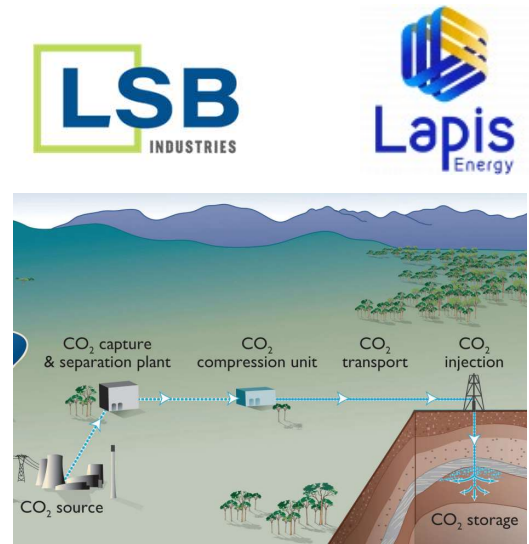 LSB
INDUSTRIES
Lapis
Energy
CO₂ capture
& separation plant
CO₂
compression unit
CO₂
transport
CO₂
injection
CO₂ source
CO₂ storage